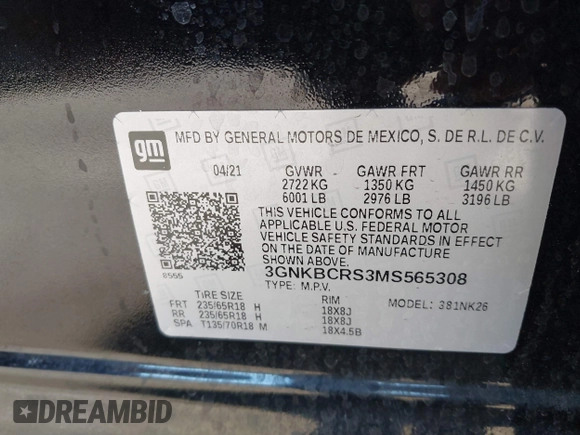 gm
MFD BY GENERAL MOTORS DE MEXICO, S. DE R.L. DE C.V.
04/21 GVWR GAWR FRT GAWR RR
2722 KG 1350 KG 1450 KG
6001 LB 2976 LB 3196 LB
THIS VEHICLE CONFORMS TO ALL
APPLICABLE U.S. FEDERAL MOTOR
VEHICLE SAFETY STANDARDS IN EFFECT
ON THE DATE OF MANUFACTURE
SHOWN ABOVE.
3GNKBCRS3MS565308
TYPE: M.P.V.
TIRE SIZE RIM MODEL: 381NK26
FRT 235/65R18 H 18X8J
RR 235/65R18 H 18X8J
SPA T135/70R18 M 18X4.5B
DREAMBID